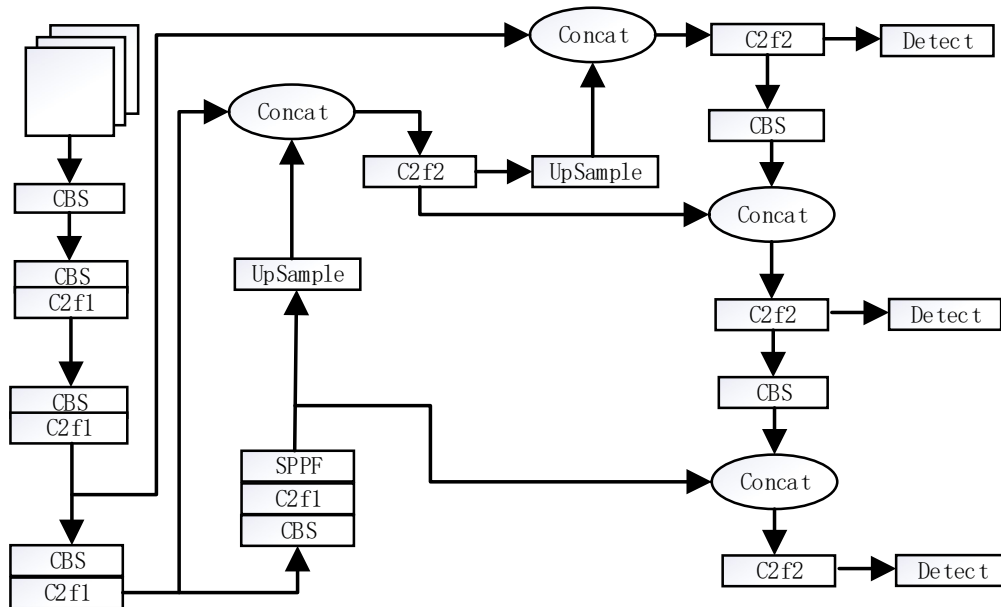 Concat
C2f2
Detect
Concat
CBS
C2f2
UpSample
CBS
Concat
CBS
C2f1
UpSample
C2f2
Detect
CBS
C2f1
CBS
SPPF
C2f1
CBS
Concat
CBS
C2f1
C2f2
Detect